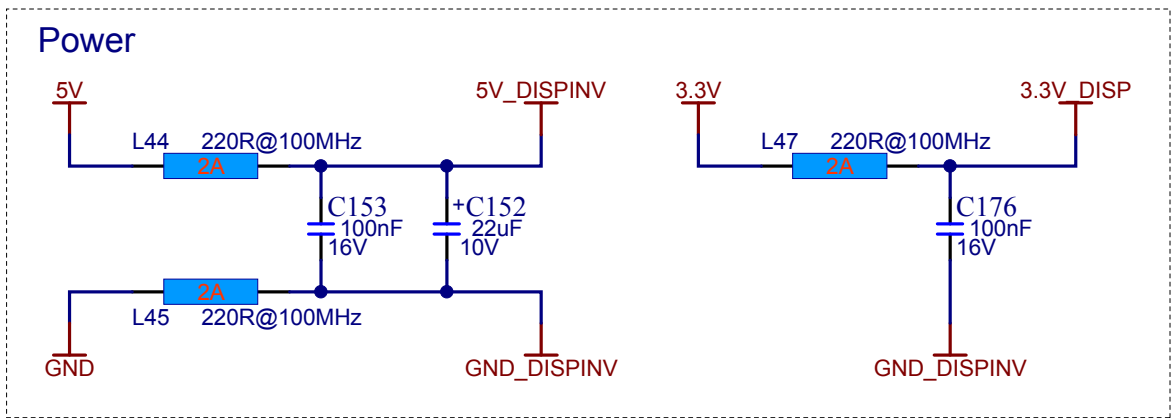 Power
5V
5V_DISPINV
3.3V
3.3V_DISP
L44 220R@100MHz
L47 220R@100MHz
2A
2A
C153
100nF
16V
+C152
22uF
10V
C176
100nF
16V
2A
L45 220R@100MHz
GND
GND_DISPINV
GND_DISPINV